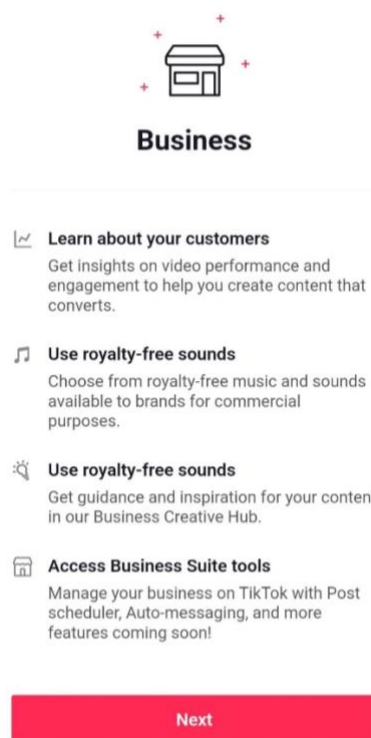 Business
Learn about your customers
Get insights on video performance and
engagement to help you create content that
converts.
Use royalty-free sounds
Choose from royalty-free music and sounds
available to brands for commercial
purposes.
Use royalty-free sounds
Get guidance and inspiration for your conten
in our Business Creative Hub.
Access Business Suite tools
Manage your business on TikTok with Post
scheduler, Auto-messaging, and more
features coming soon!
Next